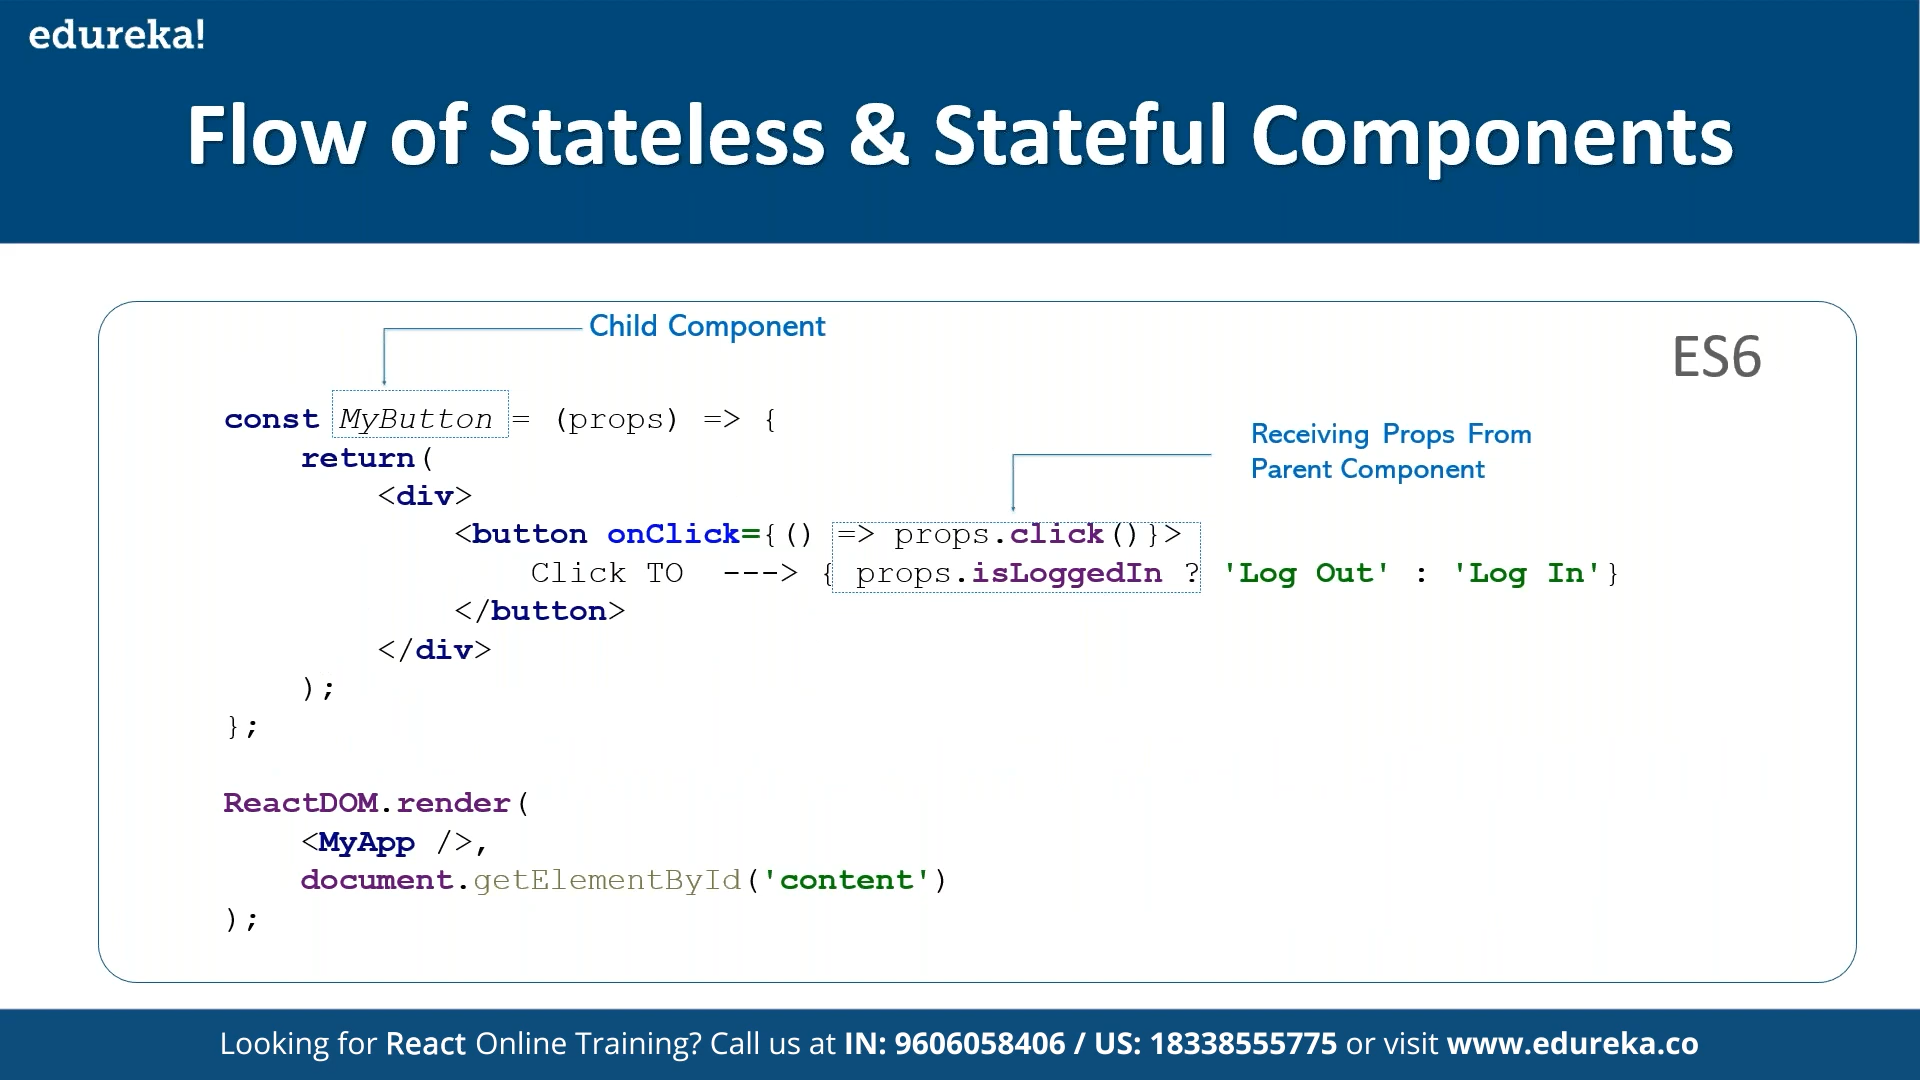 edureka!
Flow of Stateless & Stateful Components
Child Component
ES6
const MyButton = (props) => {
Receiving Props From
Parent Component
return(
<div>
<button onClick={() => props.click()}>
Click TO ---> { props.isLoggedIn ? 'Log Out' : 'Log In'}
</button>
</div>
);
};
ReactDOM.render(
<MyApp />,
document.getElementById('content')
);
Looking for React Online Training? Call us at IN: 9606058406 / US: 18338555775 or visit www.edureka.co